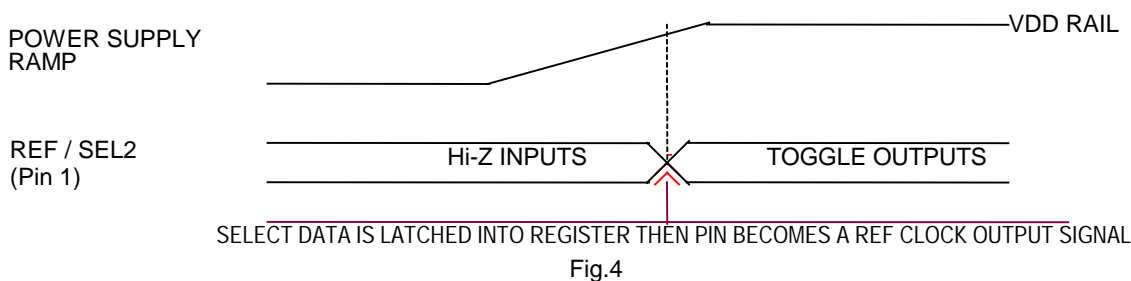 POWER SUPPLY
RAMP
VDD RAIL
REF / SEL2
(Pin 1)
Hi-Z INPUTS
TOGGLE OUTPUTS
SELECT DATA IS LATCHED INTO REGISTER THEN PIN BECOMES A REF CLOCK OUTPUT SIGNAL
Fig.4